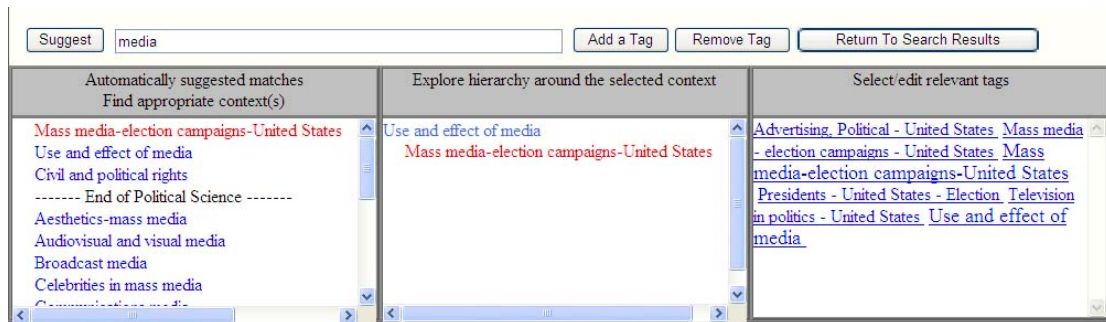 Suggest media Add a Tag Remove Tag Return To Search Results
Automatically suggested matches
Find appropriate context(s)
Mass media-election campaigns-United States
Use and effect of media
Civil and political rights
------- End of Political Science -------
Aesthetics-mass media
Audiovisual and visual media
Broadcast media
Celebrities in mass media
Explore hierarchy around the selected context
Use and effect of media
Mass media-election campaigns-United States
Select/edit relevant tags
Advertising, Political - United States Mass media
- election campaigns - United States Mass
media-election campaigns-United States
Presidents - United States - Election Television
in politics - United States Use and effect of
media